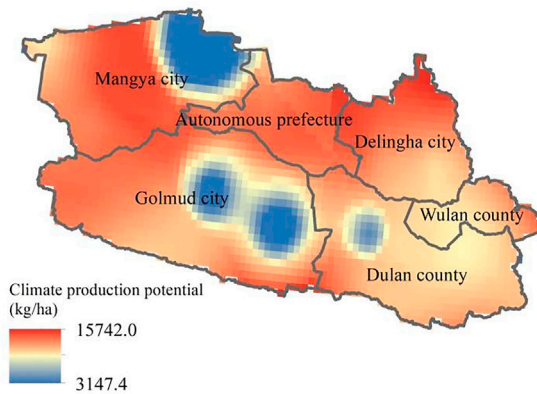 Mangya city
Autonomous prefecture
Delingha city
Golmud city
Wulan county
Dulan county
Climate production potential
(kg/ha)
15742.0
3147.4